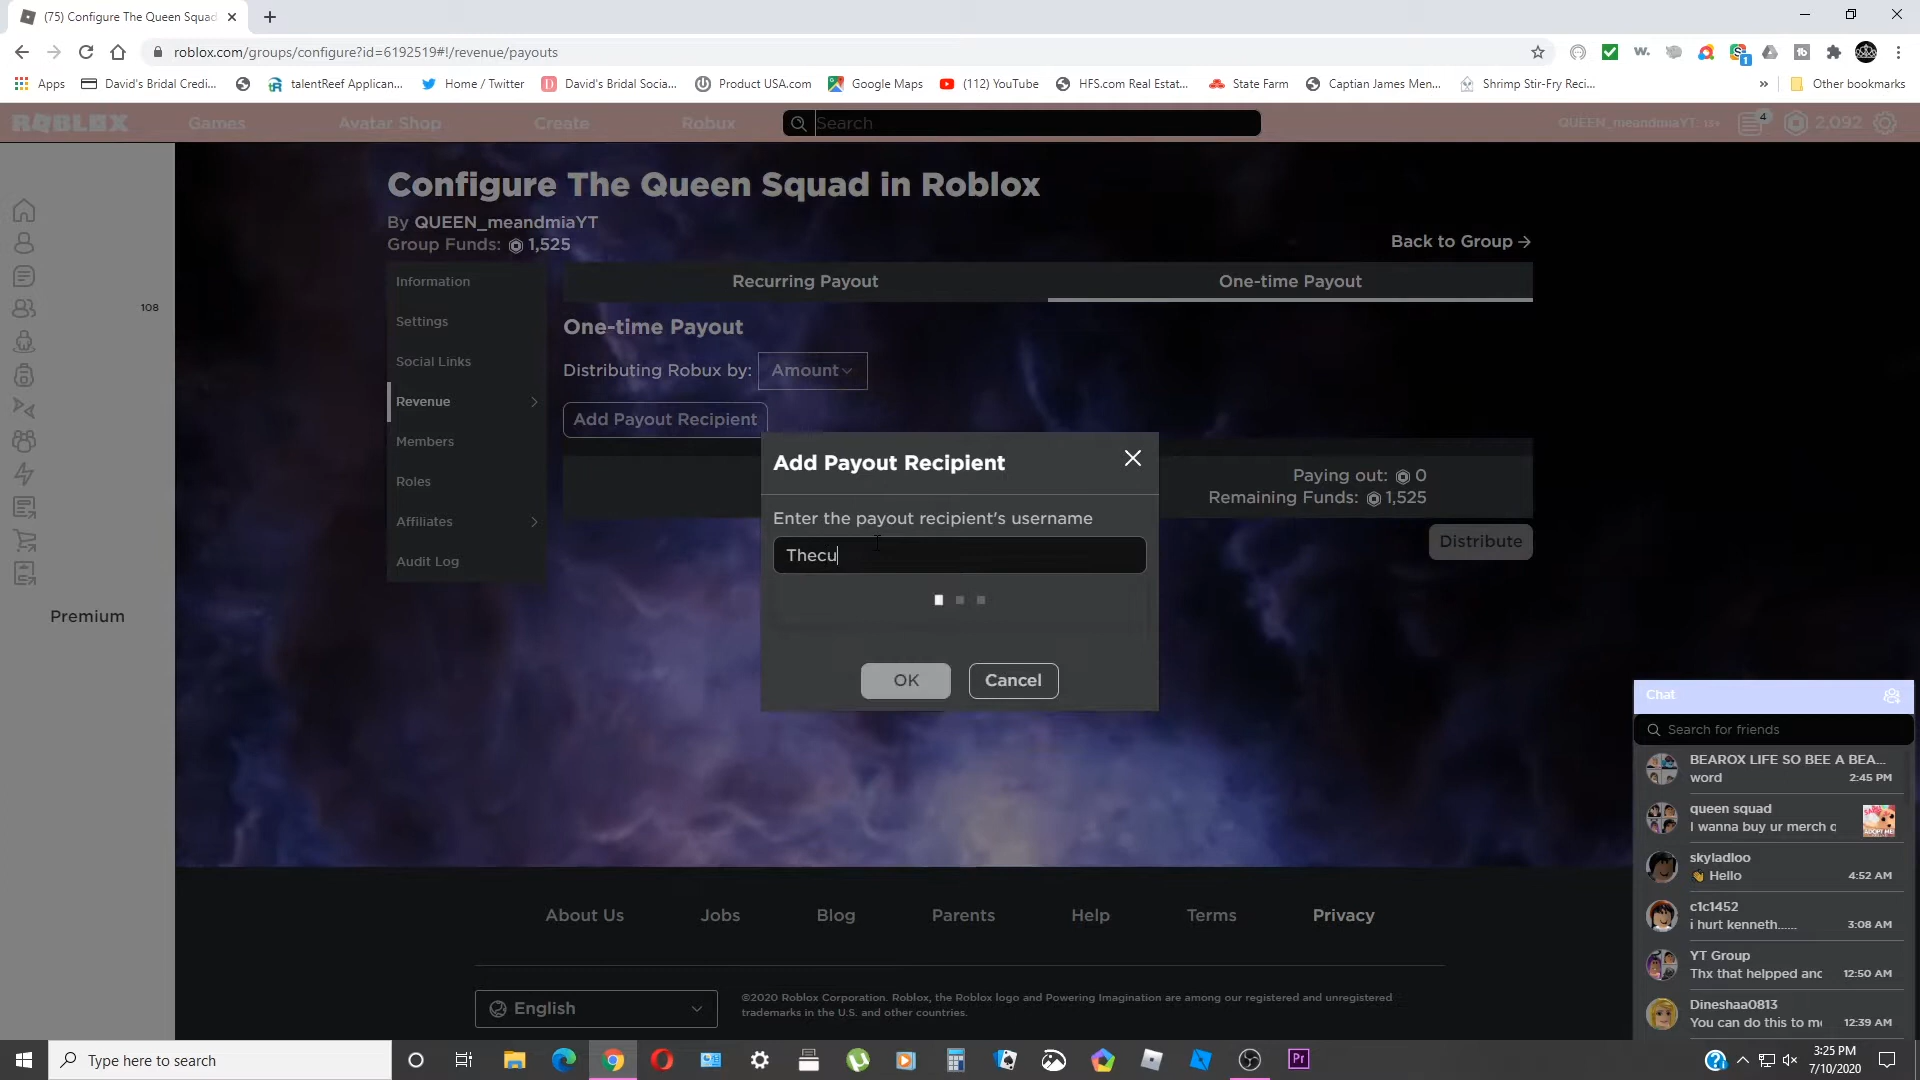 (75) Configure The Queen Squad
roblox.com/groups/configure?id=6192519#!/revenue/payouts
Apps David's Bridal Credi... talentReef Applican... Home / Twitter David's Bridal Socia... Product USA.com Google Maps (112) YouTube HFS.com Real Estat... State Farm Captian James Men... Shrimp Stir-Fry Reci... » Other bookmarks
ROBLOX Games Avatar Shop Create Robux Search QUEEN_meandmiaYT: 13+ 4 2,092
Configure The Queen Squad in Roblox
By QUEEN_meandmiaYT
Group Funds: 1,525
Back to Group →
Information
Settings
Social Links
Revenue
Members
Roles
Affiliates
Audit Log
108
Premium
Recurring Payout One-time Payout
One-time Payout
Distributing Robux by: Amount
Add Payout Recipient
Paying out: 0
Remaining Funds: 1,525
Distribute
Add Payout Recipient
Enter the payout recipient's username
Thecu
OK Cancel
Chat
Search for friends
BEAROX LIFE SO BEE A BEA...
word 2:45 PM
queen squad
I wanna buy ur merch c
skyladloo
👋 Hello 4:52 AM
c1c1452
i hurt kenneth...... 3:08 AM
YT Group
Thx that helpped anc 12:50 AM
Dineshaa0813
You can do this to me 12:39 AM
About Us Jobs Blog Parents Help Terms Privacy
English
©2020 Roblox Corporation. Roblox, the Roblox logo and Powering Imagination are among our registered and unregistered
trademarks in the U.S. and other countries.
Type here to search
3:25 PM
7/10/2020